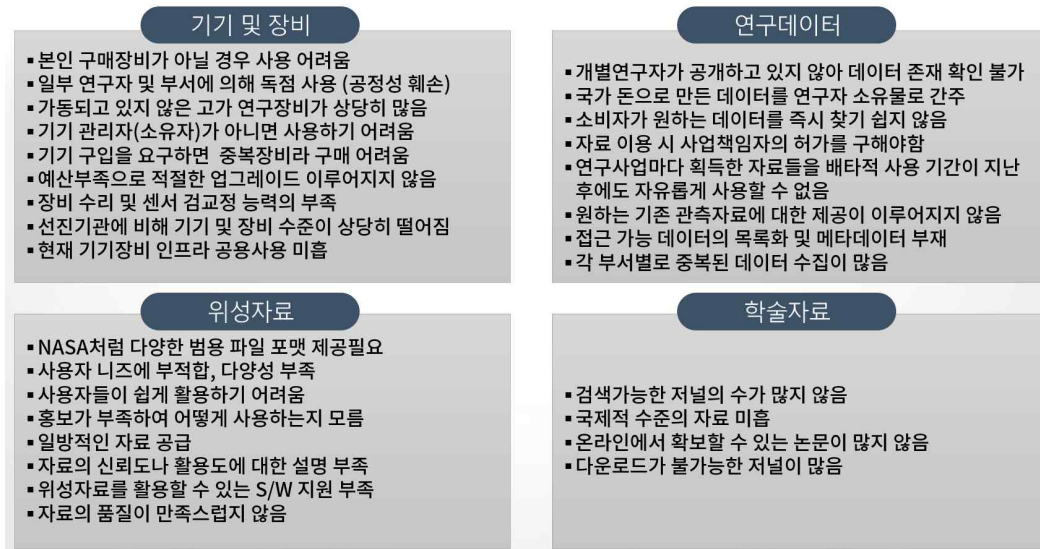 기기 및 장비
▪본인 구매장비가 아닐 경우 사용 어려움
▪일부 연구자 및 부서에 의해 독점 사용 (공정성 훼손)
▪가동되고 있지 않은 고가 연구장비가 상당히 많음
▪기기 관리자(소유자)가 아니면 사용하기 어려움
▪기기 구입을 요구하면 중복장비라 구매 어려움
▪예산부족으로 적절한 업그레이드 이루어지지 않음
▪장비 수리 및 센서 검교정 능력의 부족
▪선진기관에 비해 기기 및 장비 수준이 상당히 떨어짐
▪현재 기기장비 인프라 공용사용 미흡
연구데이터
▪개별연구자가 공개하고 있지 않아 데이터 존재 확인 불가
▪국가 돈으로 만든 데이터를 연구자 소유물로 간주
▪소비자가 원하는 데이터를 즉시 찾기 쉽지 않음
▪자료 이용 시 사업책임자의 허가를 구해야함
▪연구사업마다 획득한 자료들을 배타적 사용 기간이 지난
후에도 자유롭게 사용할 수 없음
▪원하는 기존 관측자료에 대한 제공이 이루어지지 않음
▪접근 가능 데이터의 목록화 및 메타데이터 부재
▪각 부서별로 중복된 데이터 수집이 많음
위성자료
▪NASA처럼 다양한 범용 파일 포맷 제공필요
▪사용자 니즈에 부적합, 다양성 부족
▪사용자들이 쉽게 활용하기 어려움
▪홍보가 부족하여 어떻게 사용하는지 모름
▪일방적인 자료 공급
▪자료의 신뢰도나 활용도에 대한 설명 부족
▪위성자료를 활용할 수 있는 S/W 지원 부족
▪자료의 품질이 만족스럽지 않음
학술자료
▪검색가능한 저널의 수가 많지 않음
▪국제적 수준의 자료 미흡
▪온라인에서 확보할 수 있는 논문이 많지 않음
▪다운로드가 불가능한 저널이 많음